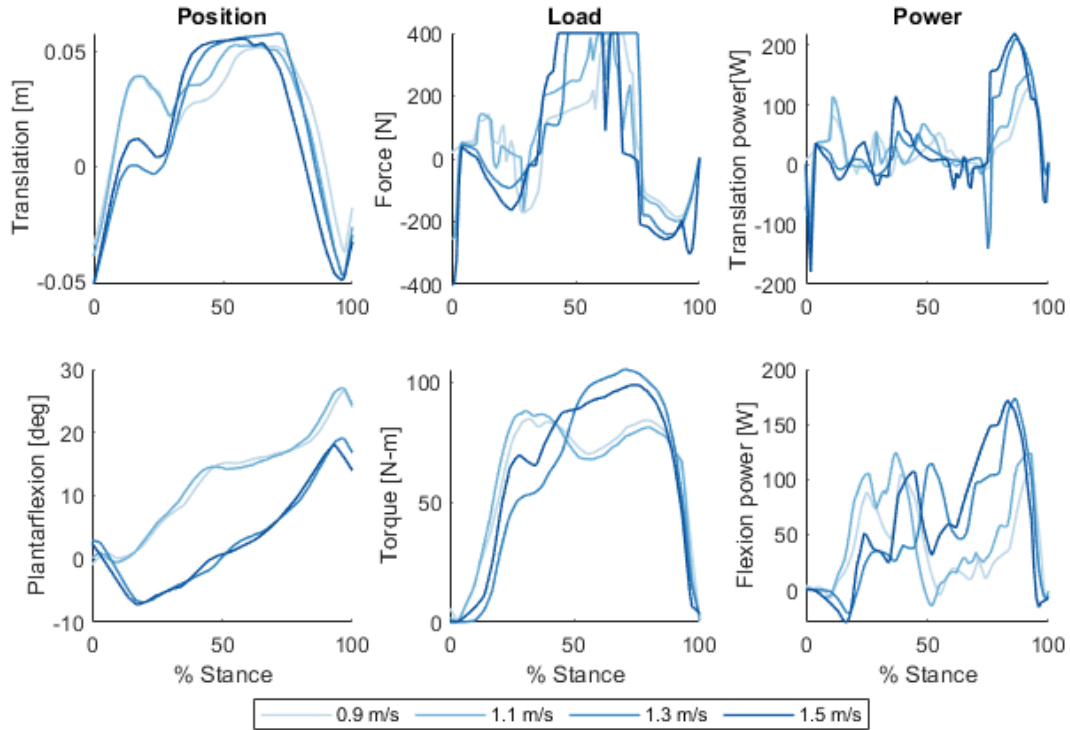 Position
Load
Power
Translation [m]
0.05
0
-0.05
0
50
100
Force [N]
400
200
0
-200
-400
0
50
100
Translation power[W]
200
100
0
-100
-200
0
50
100
Plantarflexion [deg]
30
20
10
0
-10
0
50
100
% Stance
Torque [N-m]
100
50
0
0
50
100
% Stance
Flexion power [W]
200
150
100
50
0
0
50
100
% Stance
0.9 m/s
1.1 m/s
1.3 m/s
1.5 m/s